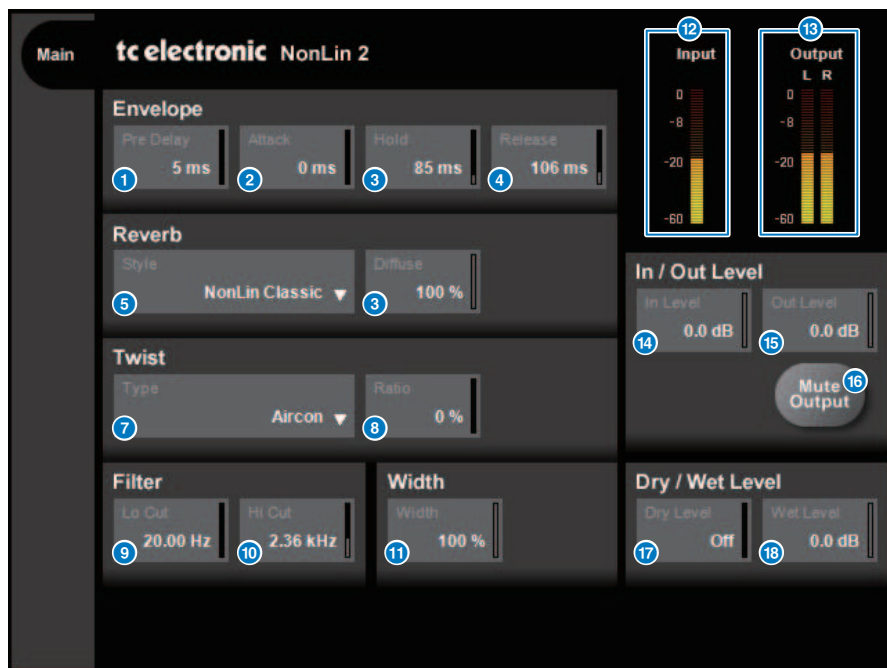 Main
tc electronic NonLin 2
12
Input
0
-8
-20
-60
13
Output
L R
0
-8
-20
-60
Envelope
Pre Delay
1 5 ms
Attack
2 0 ms
Hold
3 85 ms
Release
4 106 ms
Reverb
Style
5 NonLin Classic
Diffuse
3 100 %
Twist
Type
7 Aircon
Ratio
8 0 %
Filter
Lo Cut
9 20.00 Hz
Hi Cut
10 2.36 kHz
Width
Width
11 100 %
In / Out Level
In Level
14 0.0 dB
Out Level
15 0.0 dB
Mute 16
Output
Dry / Wet Level
Dry Level
17 Off
Wet Level
18 0.0 dB